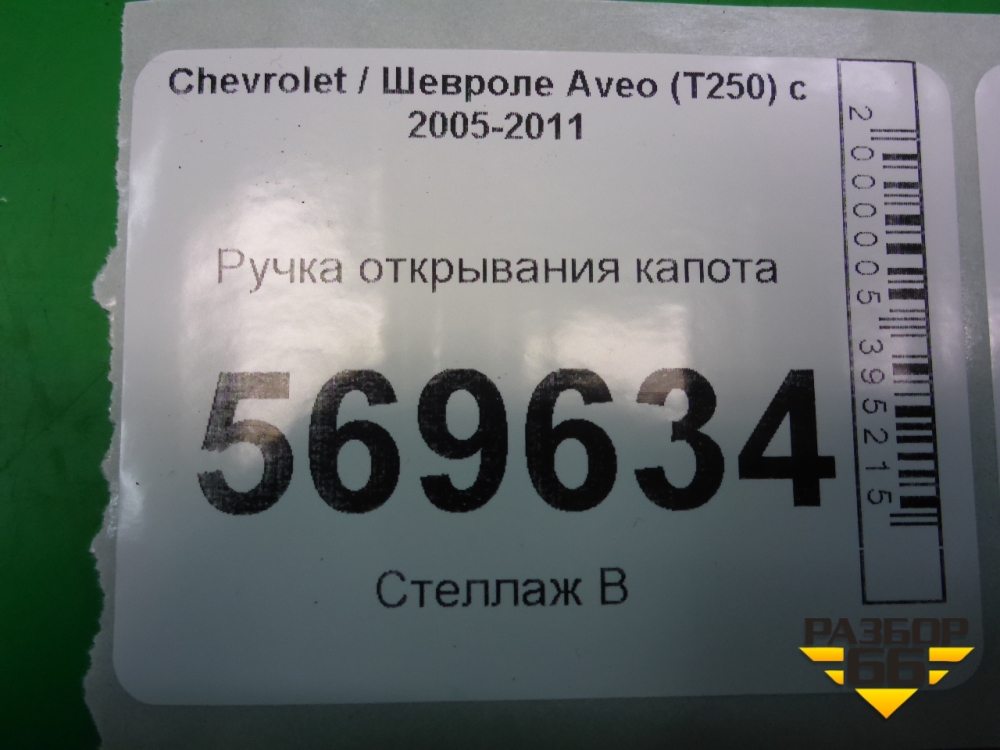 Chevrolet / Шевроле Aveo (T250) с
2005-2011
Ручка открывания капота
569634
Стеллаж В
2000005395215
РАЗБОР
66